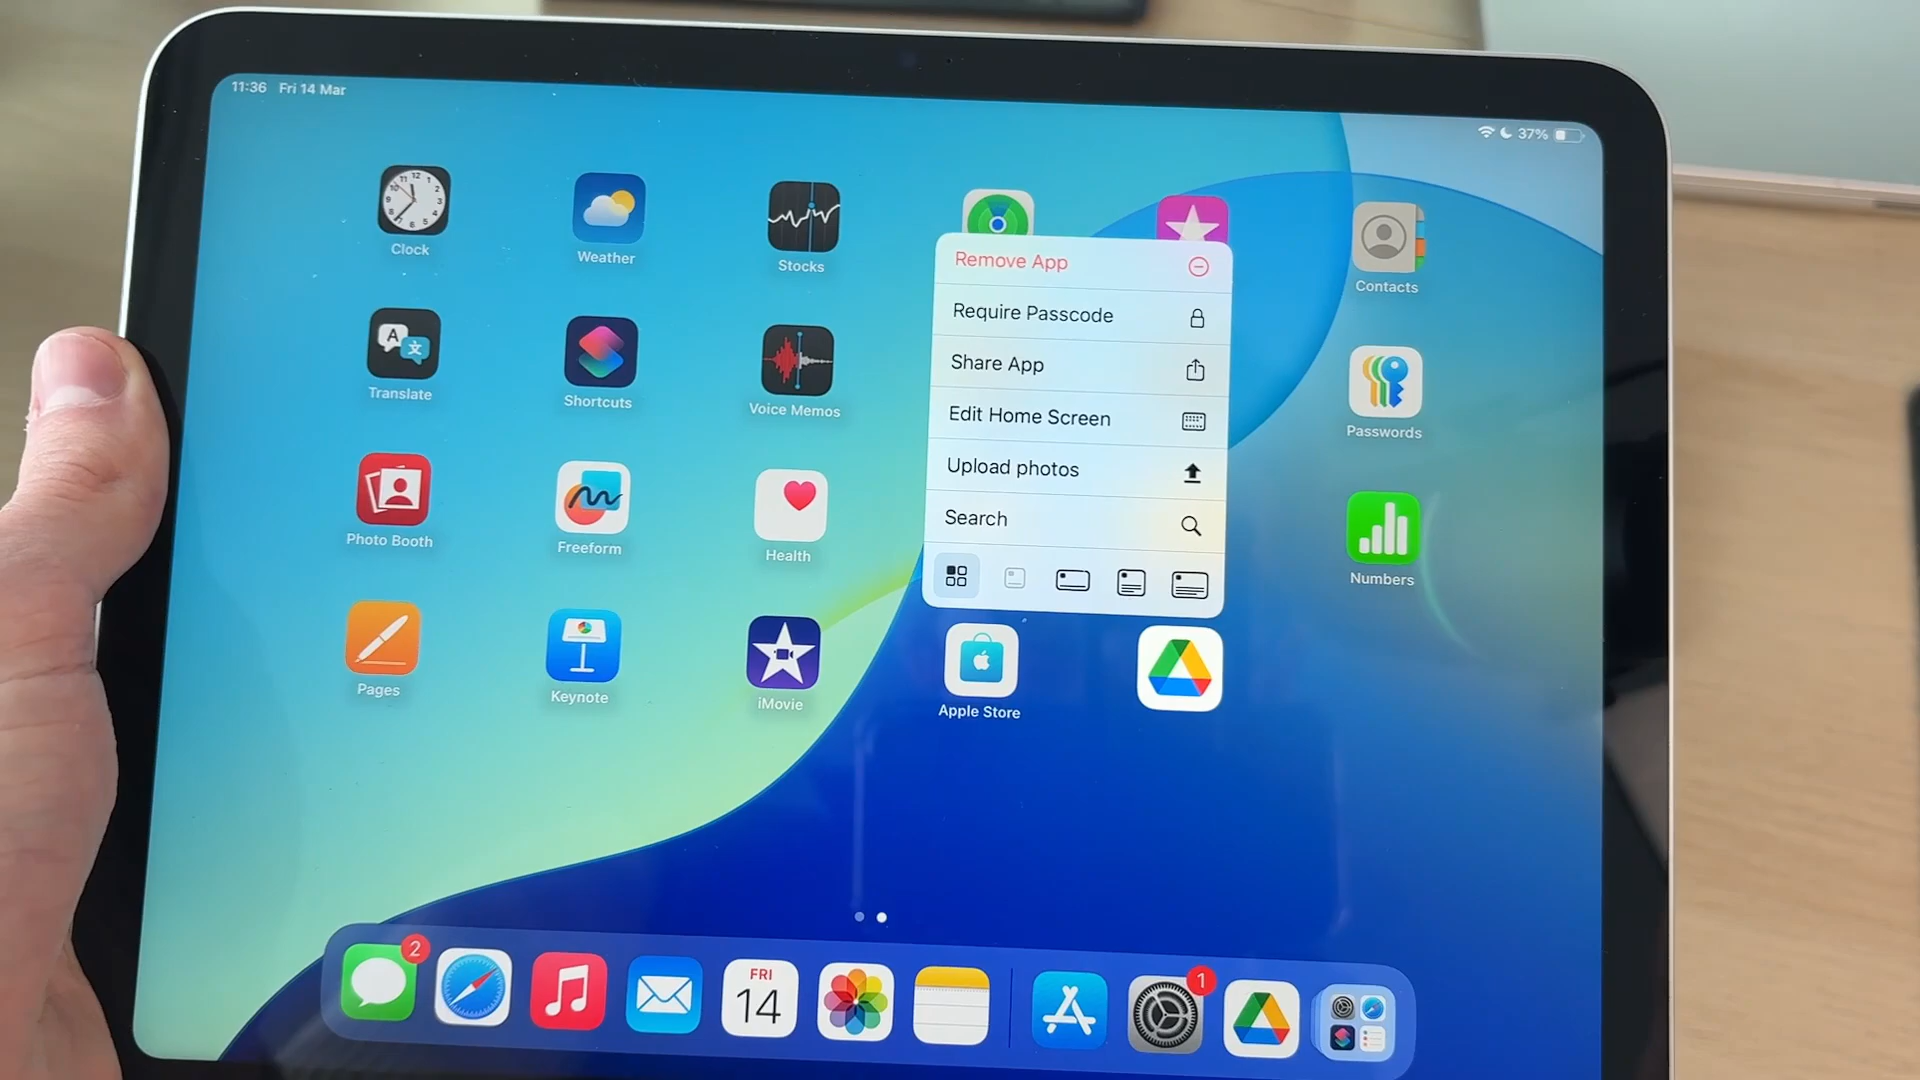 11:36 Fri 14 Mar
37%
Clock
Weather
Stocks
Contacts
Remove App
Require Passcode
Share App
Edit Home Screen
Upload photos
Search
Translate
Shortcuts
Voice Memos
Passwords
Photo Booth
Freeform
Health
Numbers
Pages
Keynote
iMovie
Apple Store
2
FRI
14
1